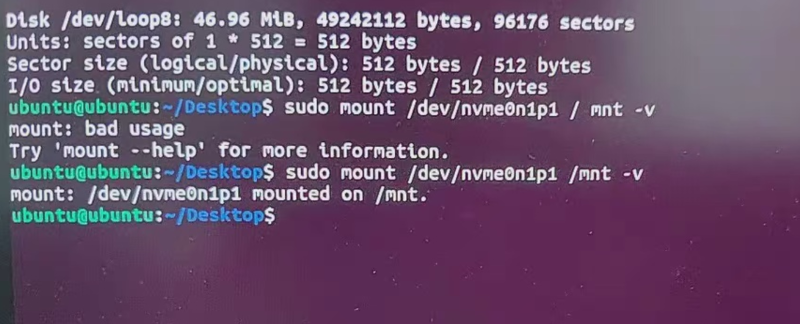 Disk /dev/loop8: 46.96 MiB, 49242112 bytes, 96176 sectors
Units: sectors of 1 * 512 = 512 bytes
Sector size (logical/physical): 512 bytes / 512 bytes
I/O size (minimum/optimal): 512 bytes / 512 bytes
ubuntu@ubuntu:~/Desktop$ sudo mount /dev/nvme0n1p1 / mnt -v
mount: bad usage
Try 'mount --help' for more information.
ubuntu@ubuntu:~/Desktop$ sudo mount /dev/nvme0n1p1 /mnt -v
mount: /dev/nvme0n1p1 mounted on /mnt.
ubuntu@ubuntu:~/Desktop$